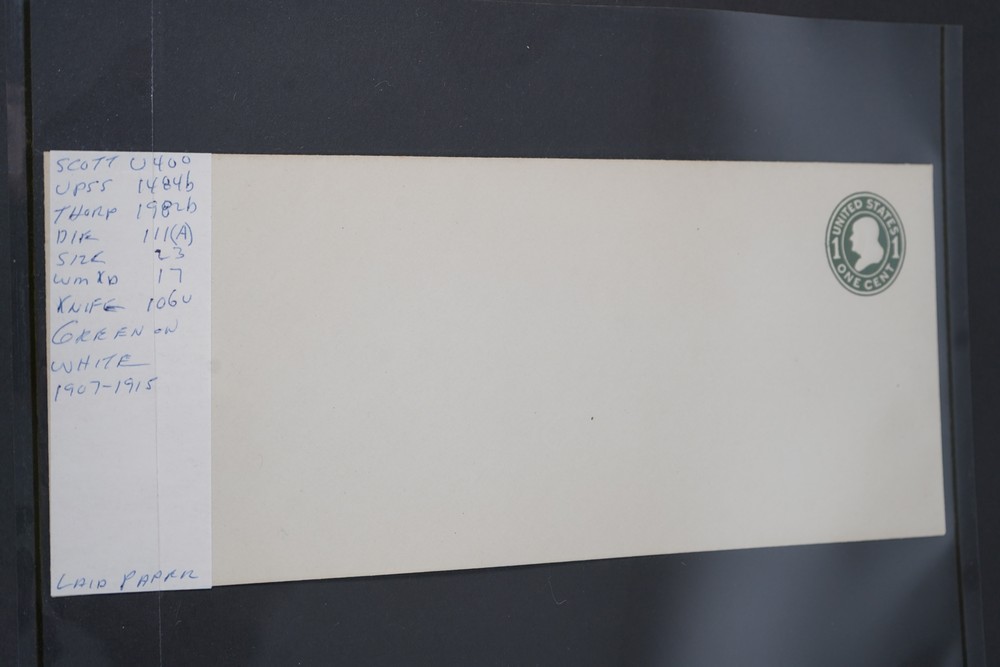 SCOTT U400
UPSS 1484b
THORP 1982b
DIE 111(A)
SIZE 23
WMKD 17
KNIFE 106U
GREEN ON
WHITE
1907-1915
LAID PAPER
UNITED STATES
1 1
ONE CENT